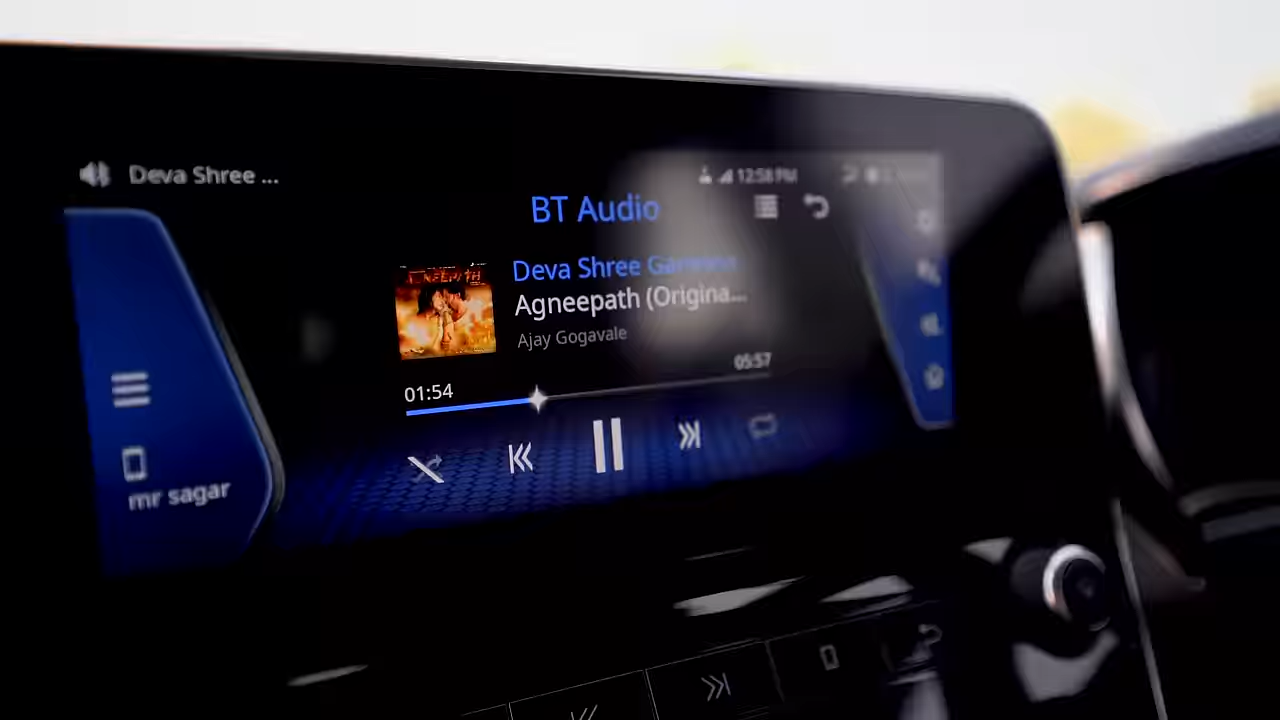 Deva Shree ...
12:58 PM
BT Audio
Deva Shree
Agneepath (Origina...
Ajay Gogavale
01:54
05:57
mr sagar